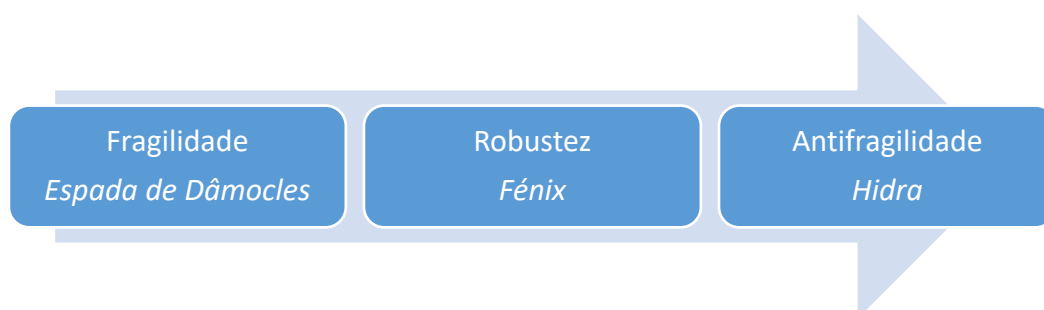 Fragilidade
Espada de Dâmocles
Robustez
Fénix
Antifragilidade
Hidra